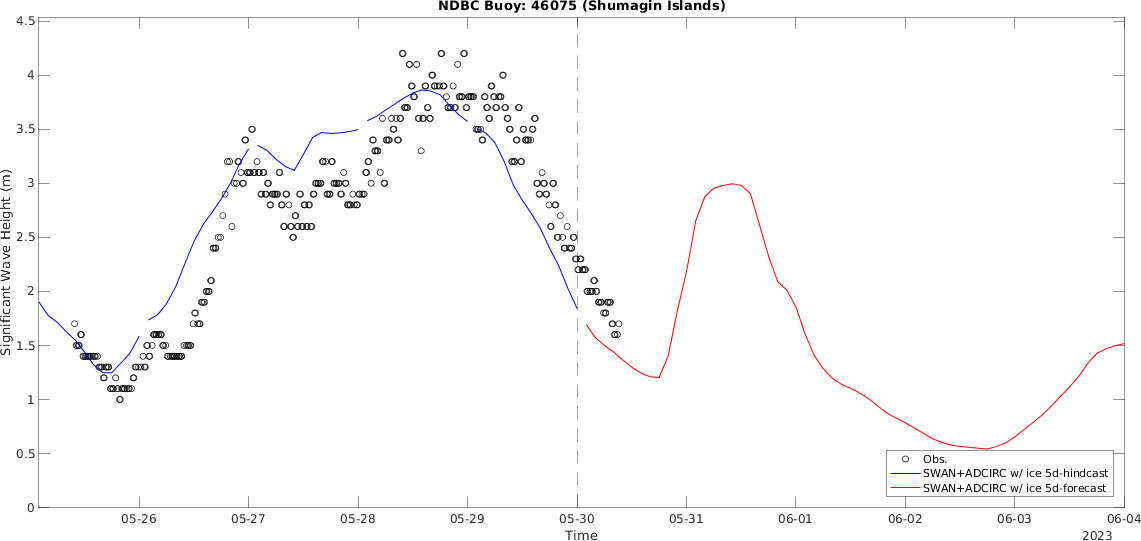 NDBC Buoy: 46075 (Shumagin Islands)
4.5
4
3.5
3
2.5
2
1.5
1
0.5
0
Significant Wave Height (m)
Obs.
SWAN+ADCIRC w/ ice 5d-hindcast
SWAN+ADCIRC w/ ice 5d-forecast
05-26 05-27 05-28 05-29 05-30 05-31 06-01 06-02 06-03 06-04
Time
2023